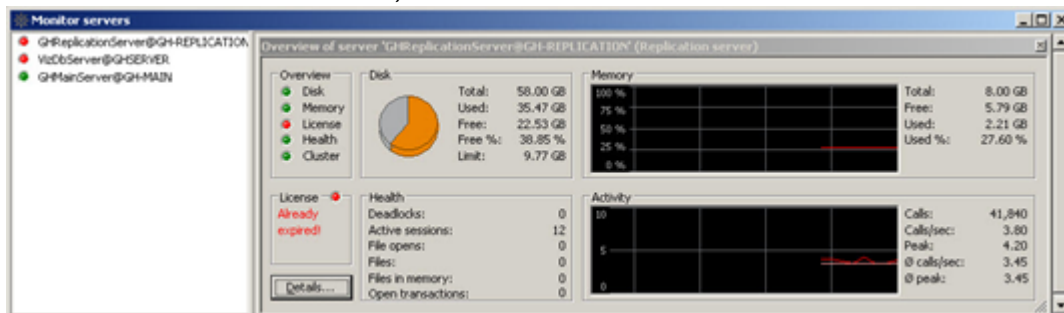 Monitor servers
GHReplicationServer@GH-REPLICATION
VizDbServer@GHSERVER
GHMainServer@GH-MAIN
Overview of server 'GHReplicationServer@GH-REPLICATION' (Replication server)
Overview
Disk
Memory
License
Health
Cluster
Disk
Total: 58.00 GB
Used: 35.47 GB
Free: 22.53 GB
Free %: 38.85 %
Limit: 9.77 GB
Memory
100 %
75 %
50 %
25 %
0 %
Total: 8.00 GB
Free: 5.79 GB
Used: 2.21 GB
Used %: 27.60 %
License
Already
expired!
Details...
Health
Deadlocks: 0
Active sessions: 12
File opens: 0
Files: 0
Files in memory: 0
Open transactions: 0
Activity
10
5
0
Calls: 41,840
Calls/sec: 3.80
Peak: 4.20
Ø calls/sec: 3.45
Ø peak: 3.45